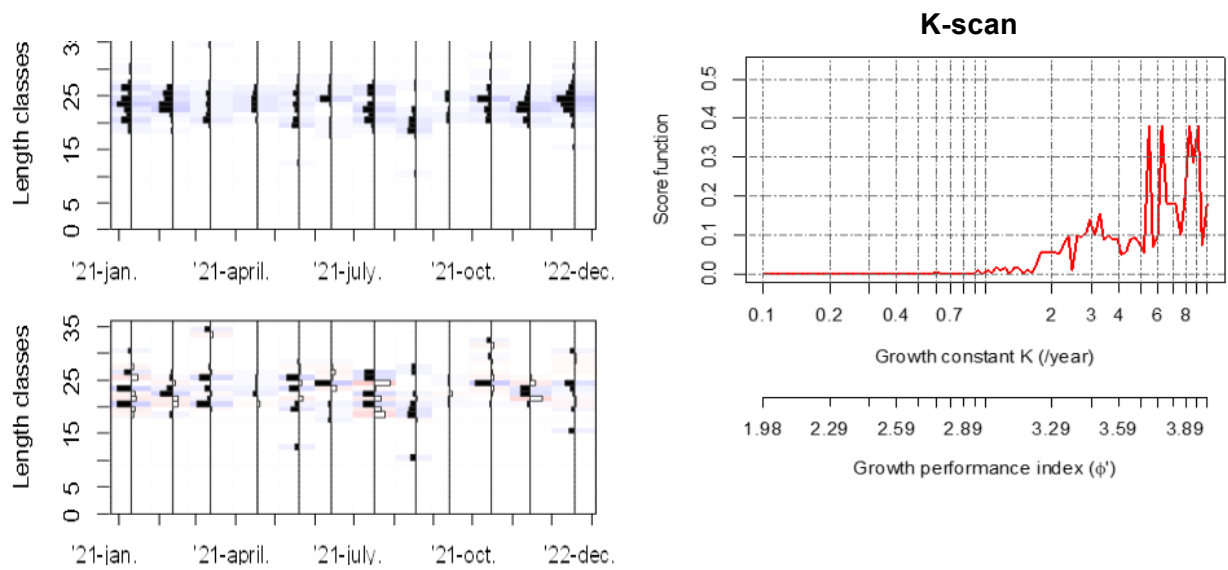 Length classes
3
25
15
5
0
'21-jan.
'21-april.
'21-july.
'21-oct.
'22-dec.
Length classes
35
25
15
5
0
'21-jan.
'21-april.
'21-july.
'21-oct.
'22-dec.
K-scan
Score function
0.5
0.4
0.3
0.2
0.1
0.0
0.1 0.2 0.4 0.7 2 3 4 6 8
Growth constant K (/year)
1.98 2.29 2.59 2.89 3.29 3.59 3.89
Growth performance index (ϕ')